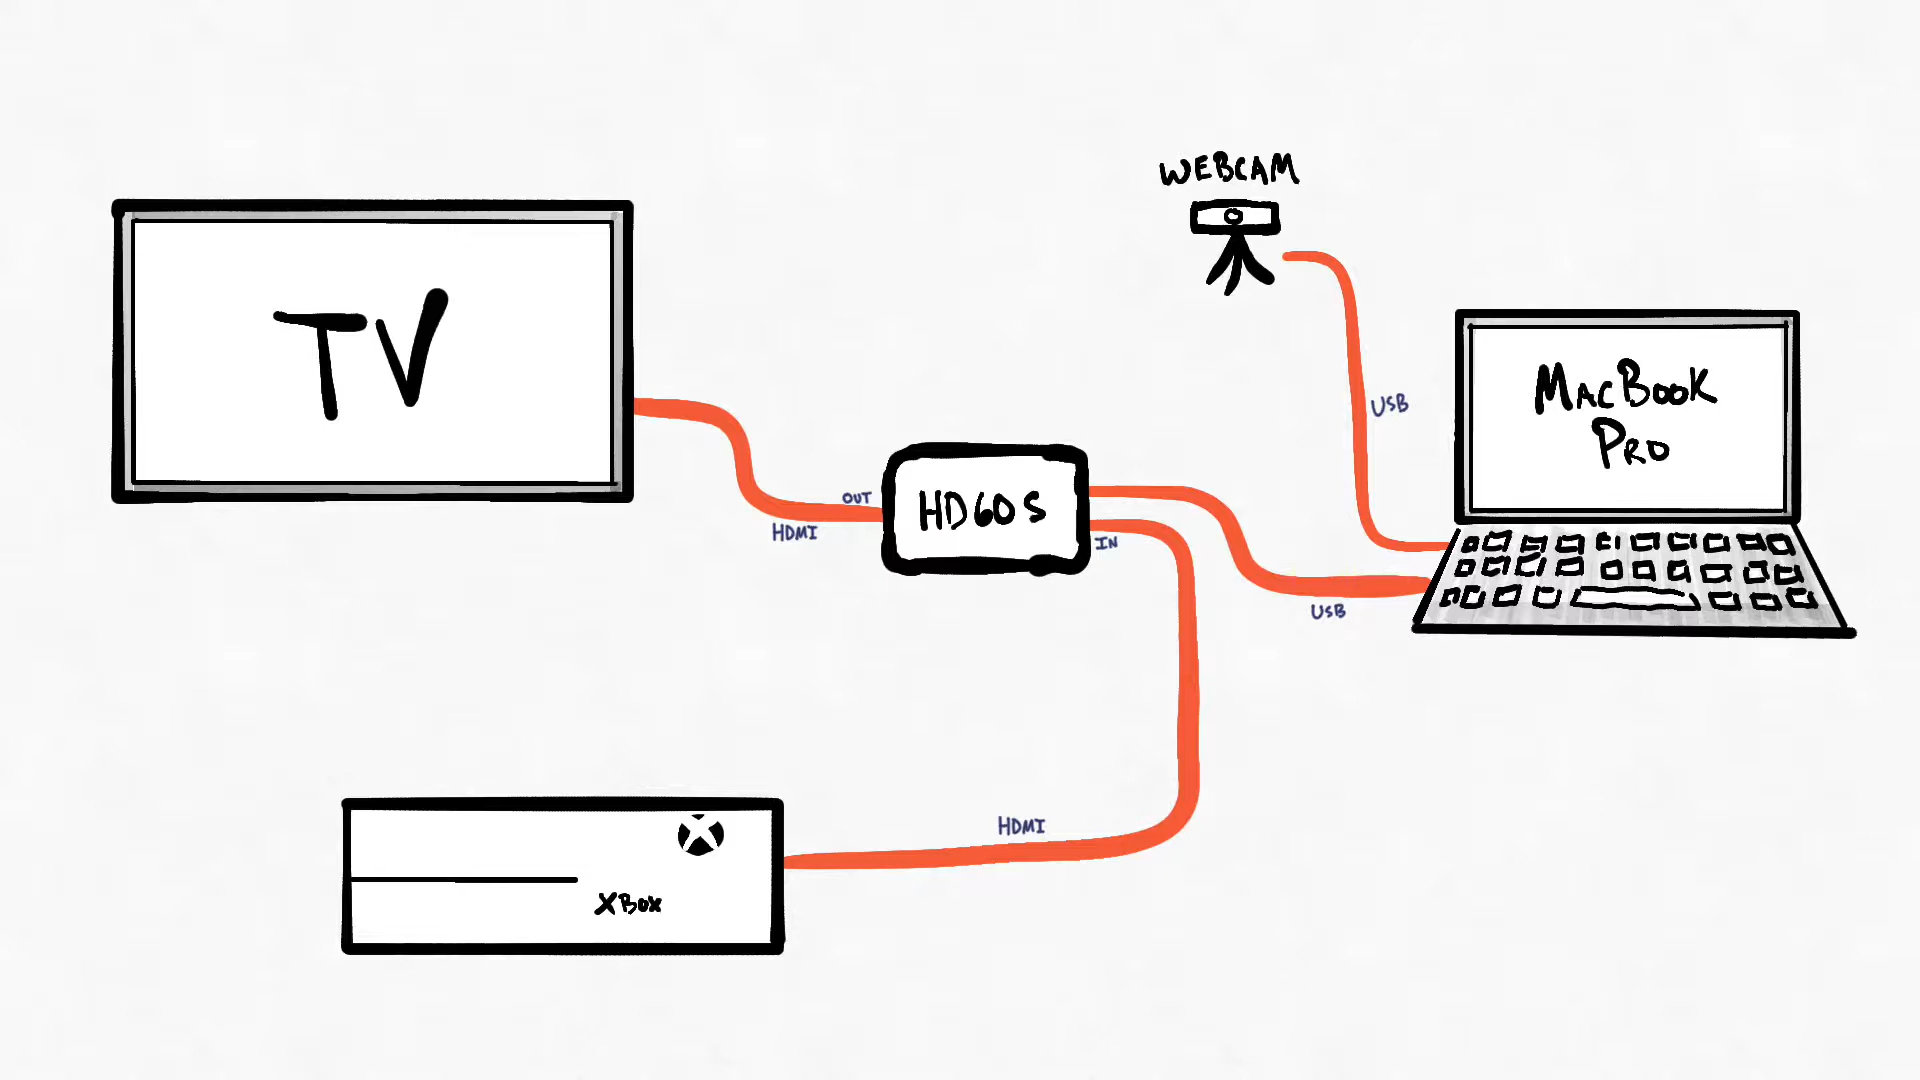 WEBCAM
TV
MACBOOK
PRO
USB
OUT
HDMI
HD60 S
IN
USB
HDMI
XBOX